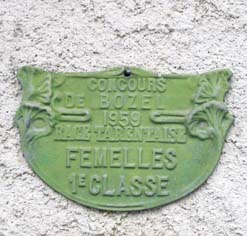 CONCOURS
DE BOZEL
1959
RACE TARENTAISE
FEMELLES
1E CLASSE